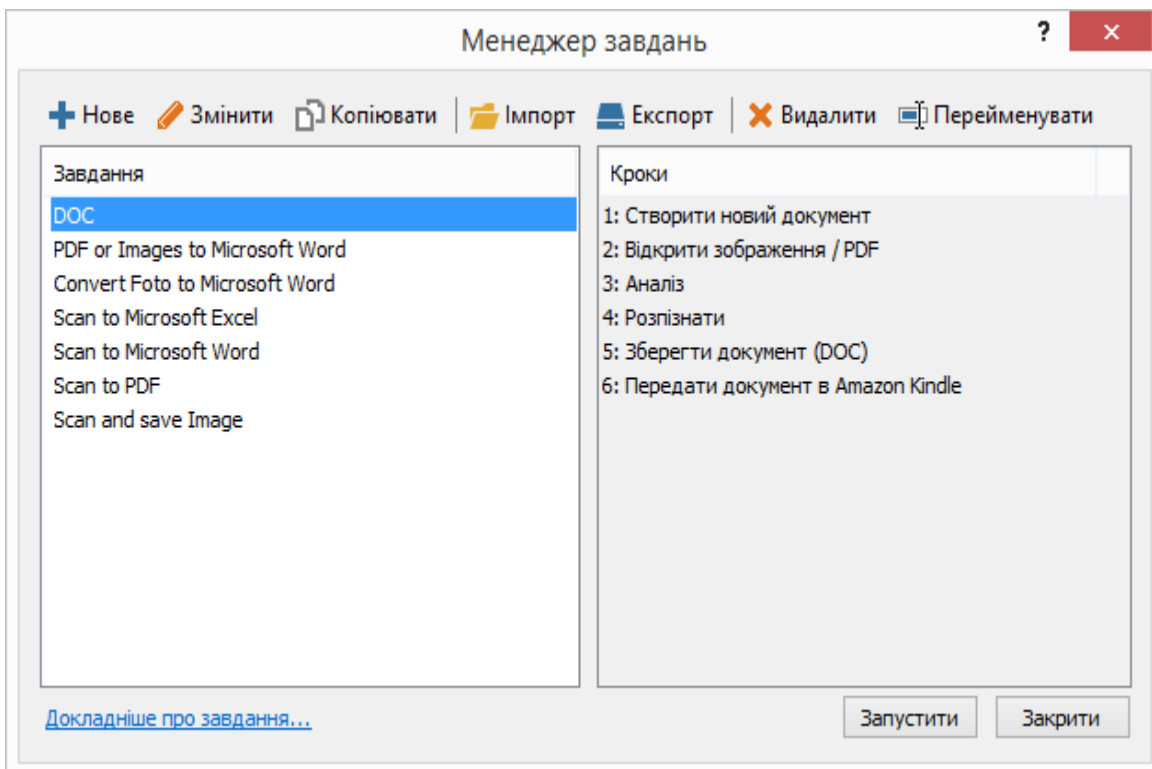 Менеджер завдань
?
Нове Змінити Копіювати Імпорт Експорт Видалити Перейменувати
Завдання
DOC
PDF or Images to Microsoft Word
Convert Foto to Microsoft Word
Scan to Microsoft Excel
Scan to Microsoft Word
Scan to PDF
Scan and save Image
Кроки
1: Створити новий документ
2: Відкрити зображення / PDF
3: Аналіз
4: Розпізнати
5: Зберегти документ (DOC)
6: Передати документ в Amazon Kindle
Докладніше про завдання...
Запустити
Закрити